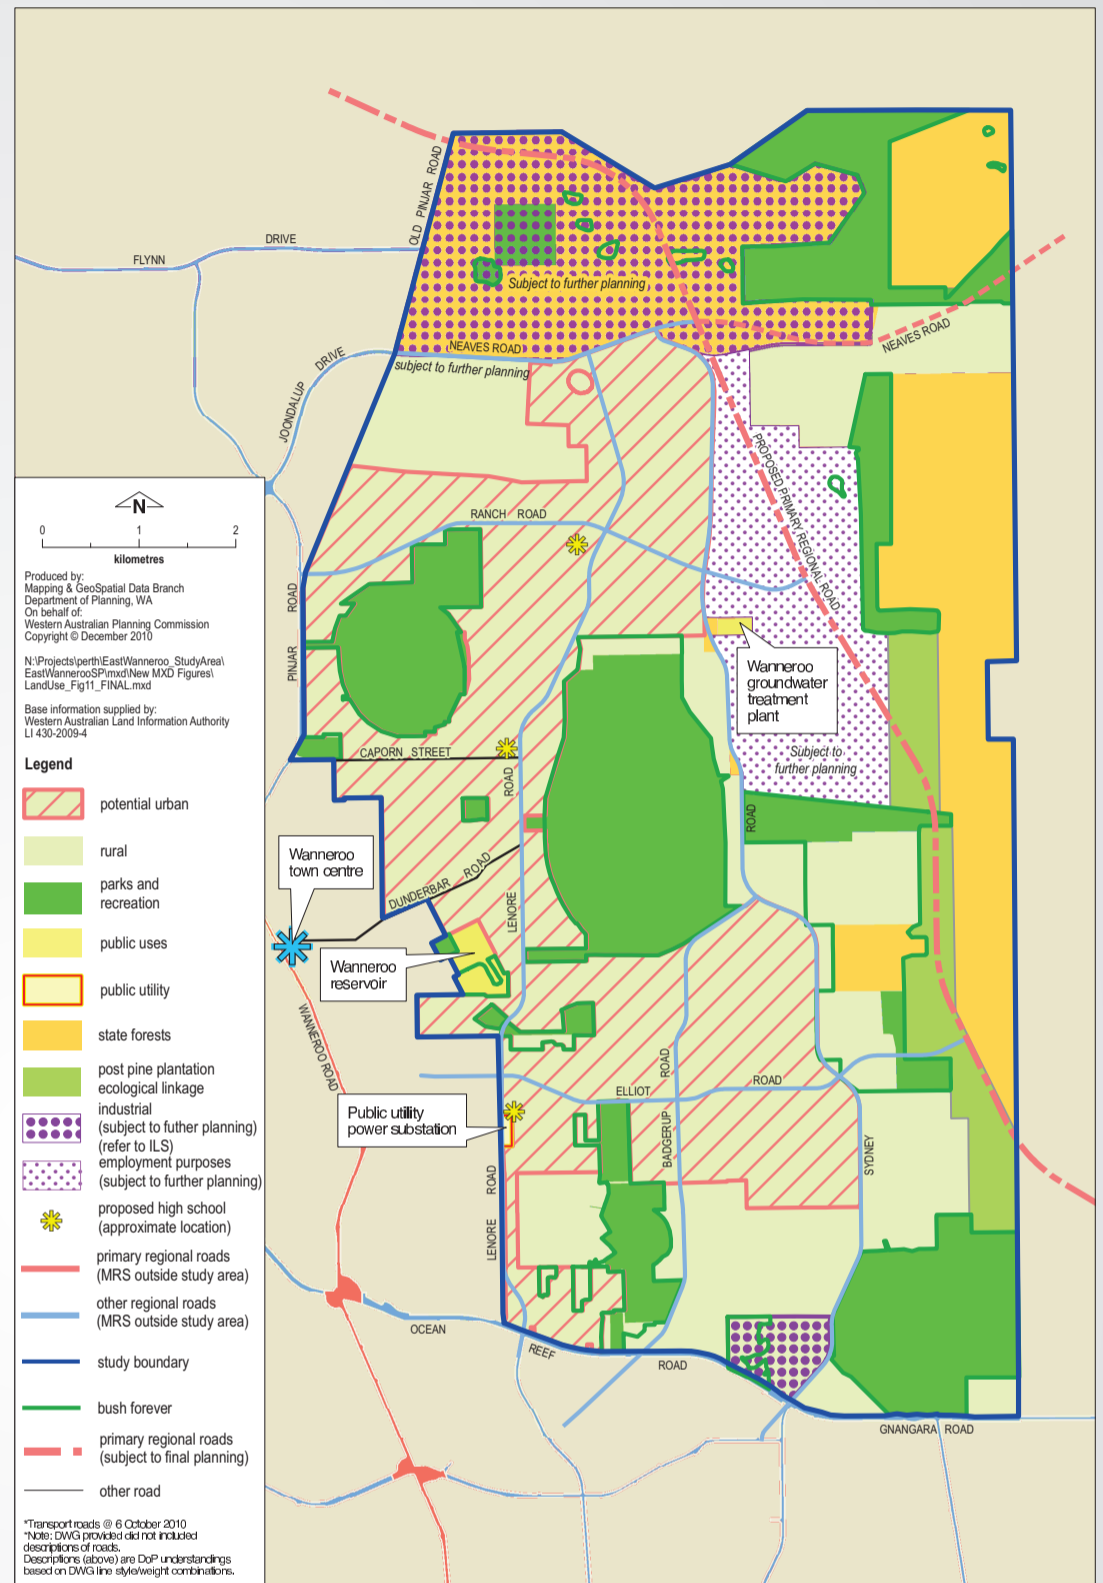 OLD PINJAR ROAD
DRIVE
FLYNN
Subject to further planning
NEAVES ROAD
NEAVES ROAD
subject to further planning
JOONDALUP DRIVE
PROPOSED PRIMARY REGIONAL ROAD
RANCH ROAD
PINJAR ROAD
Wanneroo
groundwater
treatment
plant
Subject to
further planning
CAPORN STREET
ROAD
ROAD
DUNDERBAR ROAD
LENORE
Wanneroo
town centre
Wanneroo
reservoir
WANNEROO ROAD
ROAD
ELLIOT
ROAD
Public utility
power substation
BADGERUP
SYDNEY
ROAD
LENORE
OCEAN
REEF
ROAD
GNANGARA ROAD
N
0 1 2
kilometres
Produced by:
Mapping & GeoSpatial Data Branch
Department of Planning, WA
On behalf of:
Western Australian Planning Commission
Copyright © December 2010
N:\Projects\perth\EastWanneroo_StudyArea\
EastWannerooSP\mxd\New MXD Figures\
LandUse_Fig11_FINAL.mxd
Base information supplied by:
Western Australian Land Information Authority
LI 430-2009-4
Legend
potential urban
rural
parks and
recreation
public uses
public utility
state forests
post pine plantation
ecological linkage
industrial
(subject to futher planning)
(refer to ILS)
employment purposes
(subject to further planning)
proposed high school
(approximate location)
primary regional roads
(MRS outside study area)
other regional roads
(MRS outside study area)
study boundary
bush forever
primary regional roads
(subject to final planning)
other road
*Transport roads @ 6 October 2010
*Note: DWG provided did not included
descriptions of roads.
Descriptions (above) are DoP understandings
based on DWG line style/weight combinations.